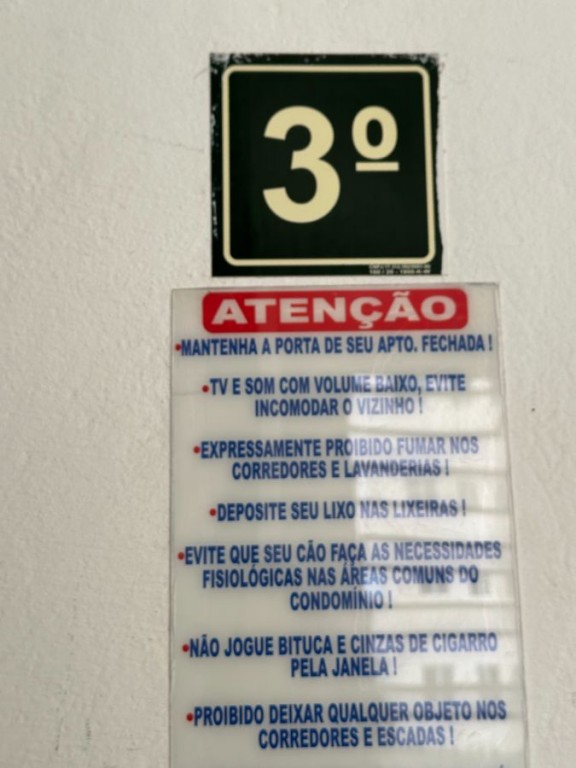 3º
ATENÇÃO
•MANTENHA A PORTA DE SEU APTO. FECHADA !
•TV E SOM COM VOLUME BAIXO, EVITE
INCOMODAR O VIZINHO !
•EXPRESSAMENTE PROIBIDO FUMAR NOS
CORREDORES E LAVANDERIAS !
•DEPOSITE SEU LIXO NAS LIXEIRAS !
•EVITE QUE SEU CÃO FAÇA AS NECESSIDADES
FISIOLÓGICAS NAS ÁREAS COMUNS DO
CONDOMÍNIO !
•NÃO JOGUE BITUCA E CINZAS DE CIGARRO
PELA JANELA !
•PROIBIDO DEIXAR QUALQUER OBJETO NOS
CORREDORES E ESCADAS !